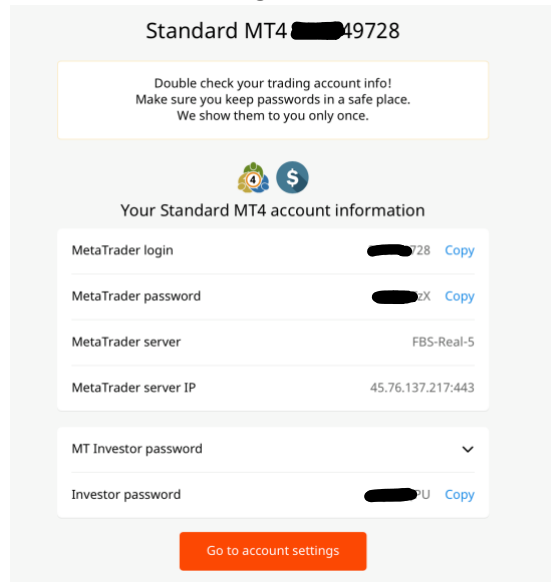 Standard MT4 49728
Double check your trading account info!
Make sure you keep passwords in a safe place.
We show them to you only once.
4 $
Your Standard MT4 account information
MetaTrader login 728 Copy
MetaTrader password zX Copy
MetaTrader server FBS-Real-5
MetaTrader server IP 45.76.137.217:443
MT Investor password
Investor password PU Copy
Go to account settings